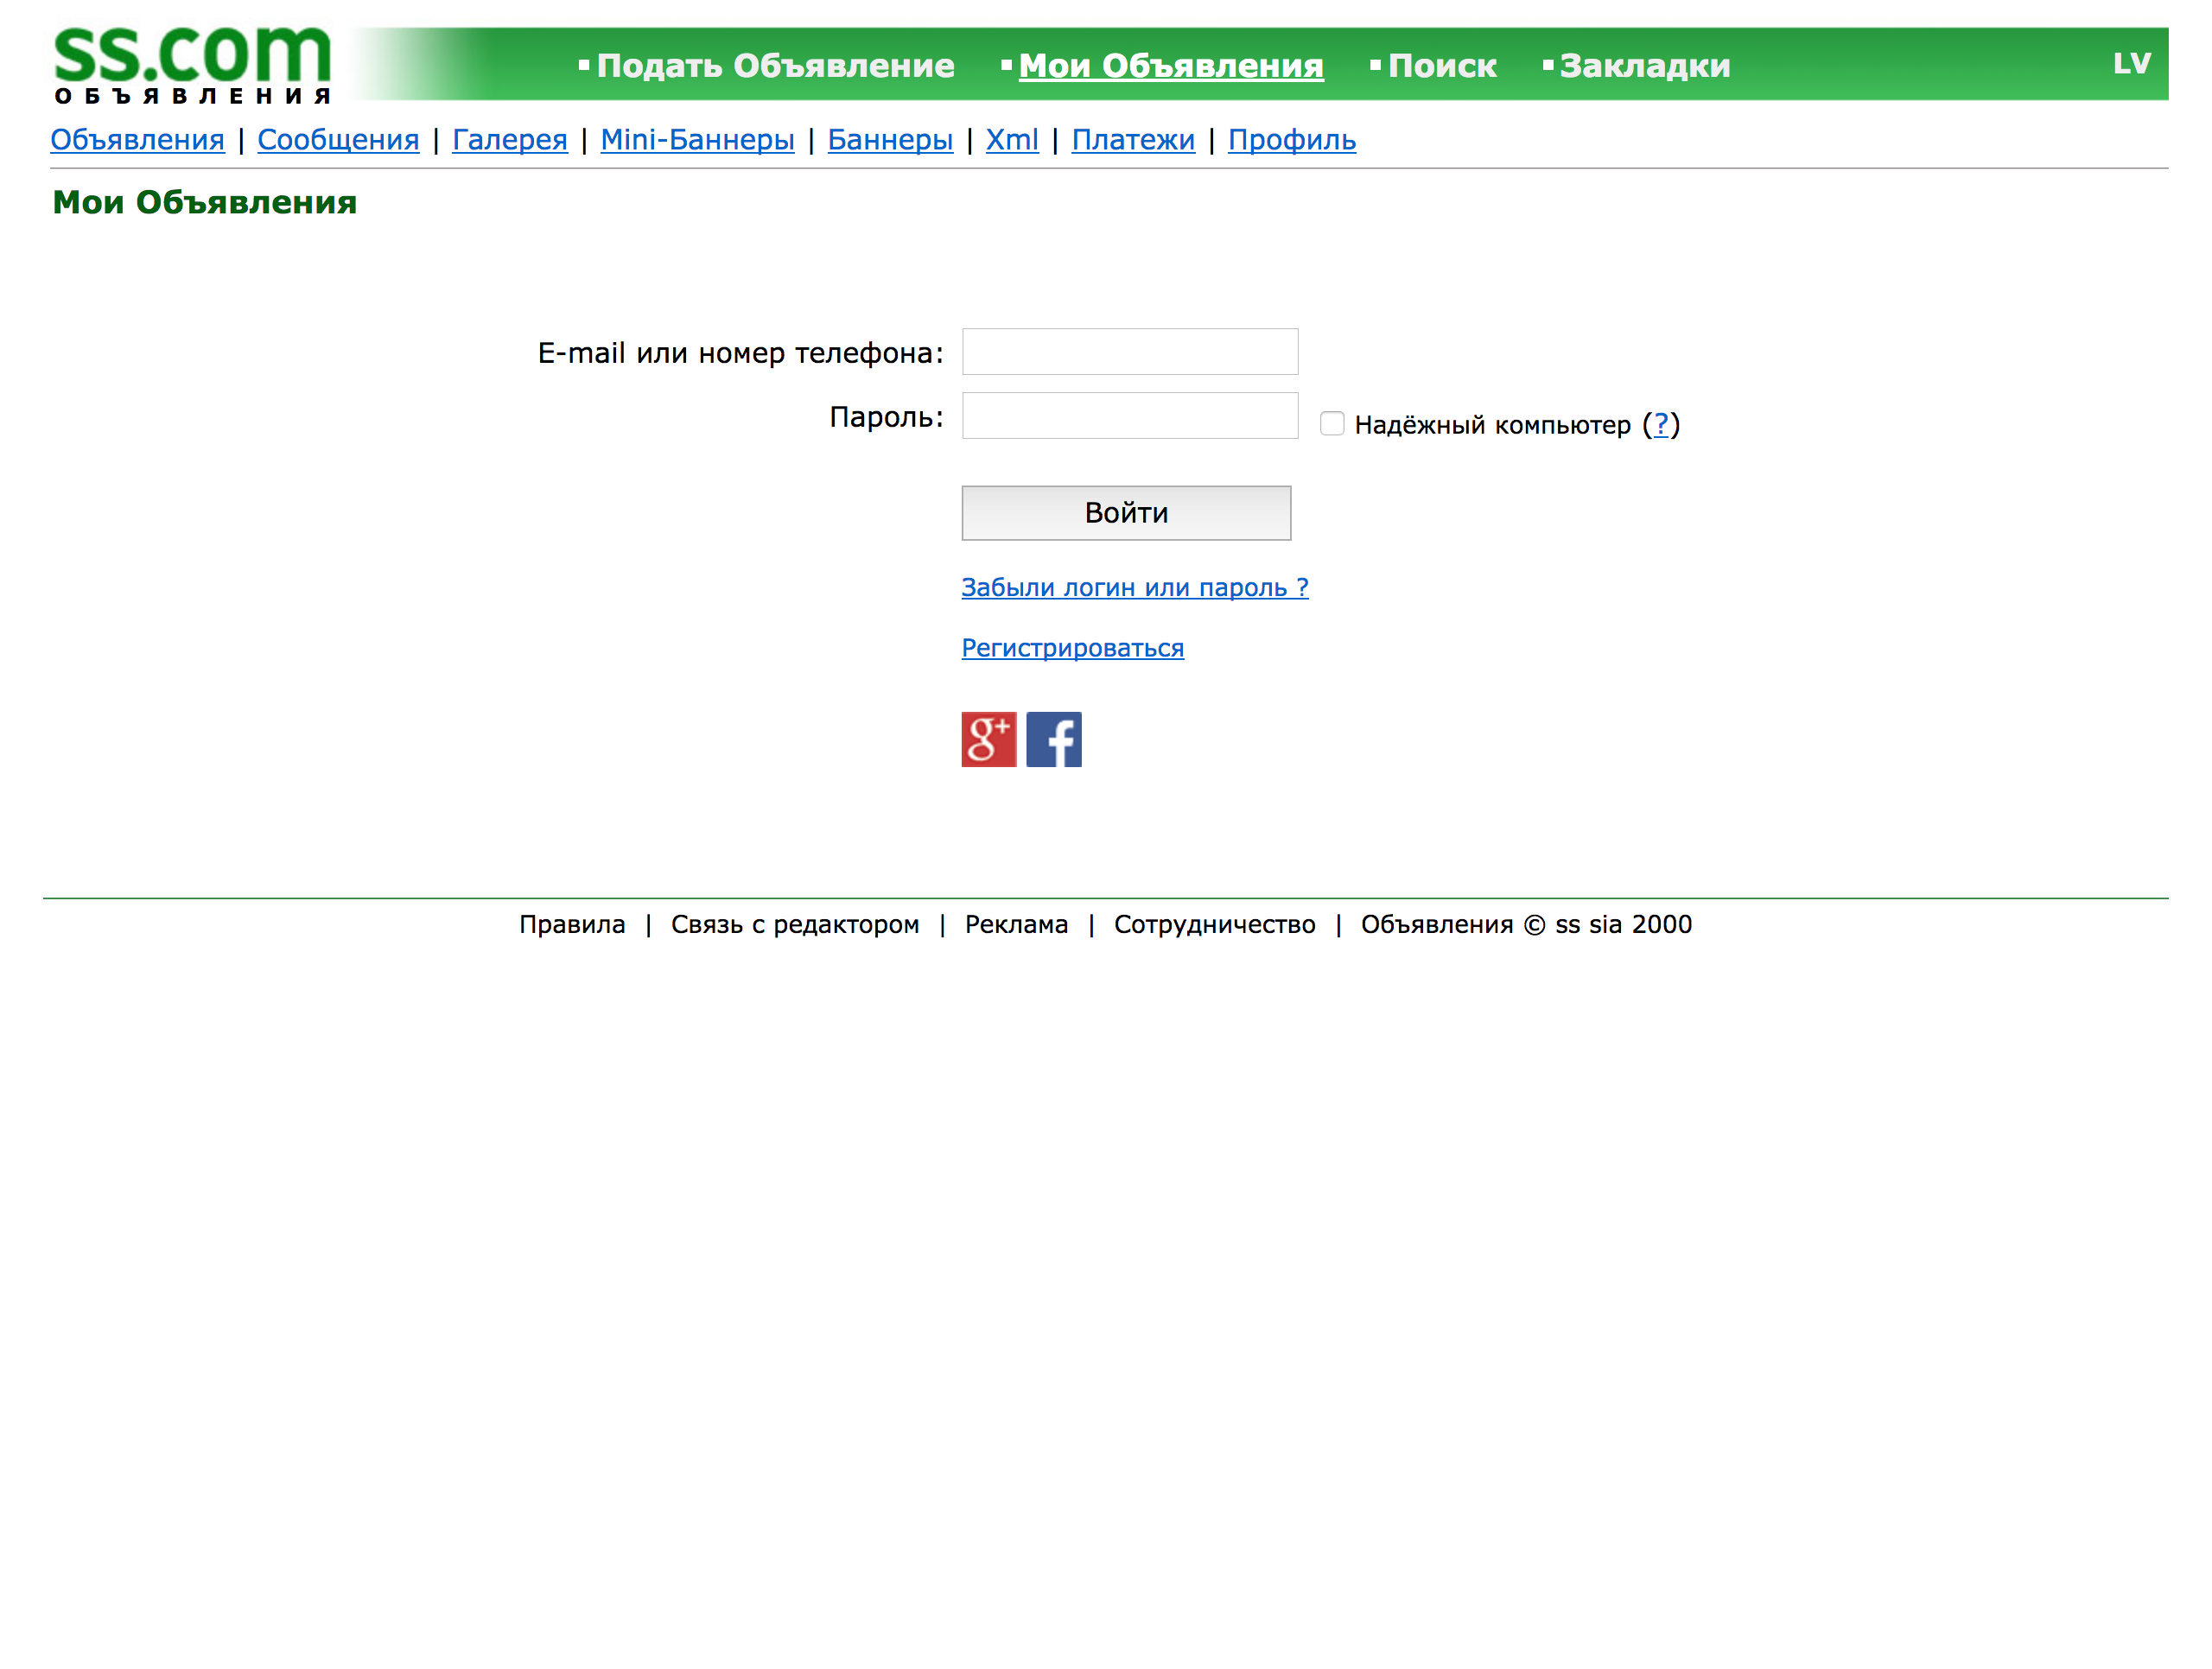 ss.com
ОБЪЯВЛЕНИЯ
Подать Объявление Мои Объявления Поиск Закладки LV
Объявления | Сообщения | Галерея | Mini-Баннеры | Баннеры | Xml | Платежи | Профиль
Мои Объявления
E-mail или номер телефона:
Пароль: Надёжный компьютер (?)
Войти
Забыли логин или пароль ?
Регистрироваться
g+ f
Правила | Связь с редактором | Реклама | Сотрудничество | Объявления © ss sia 2000